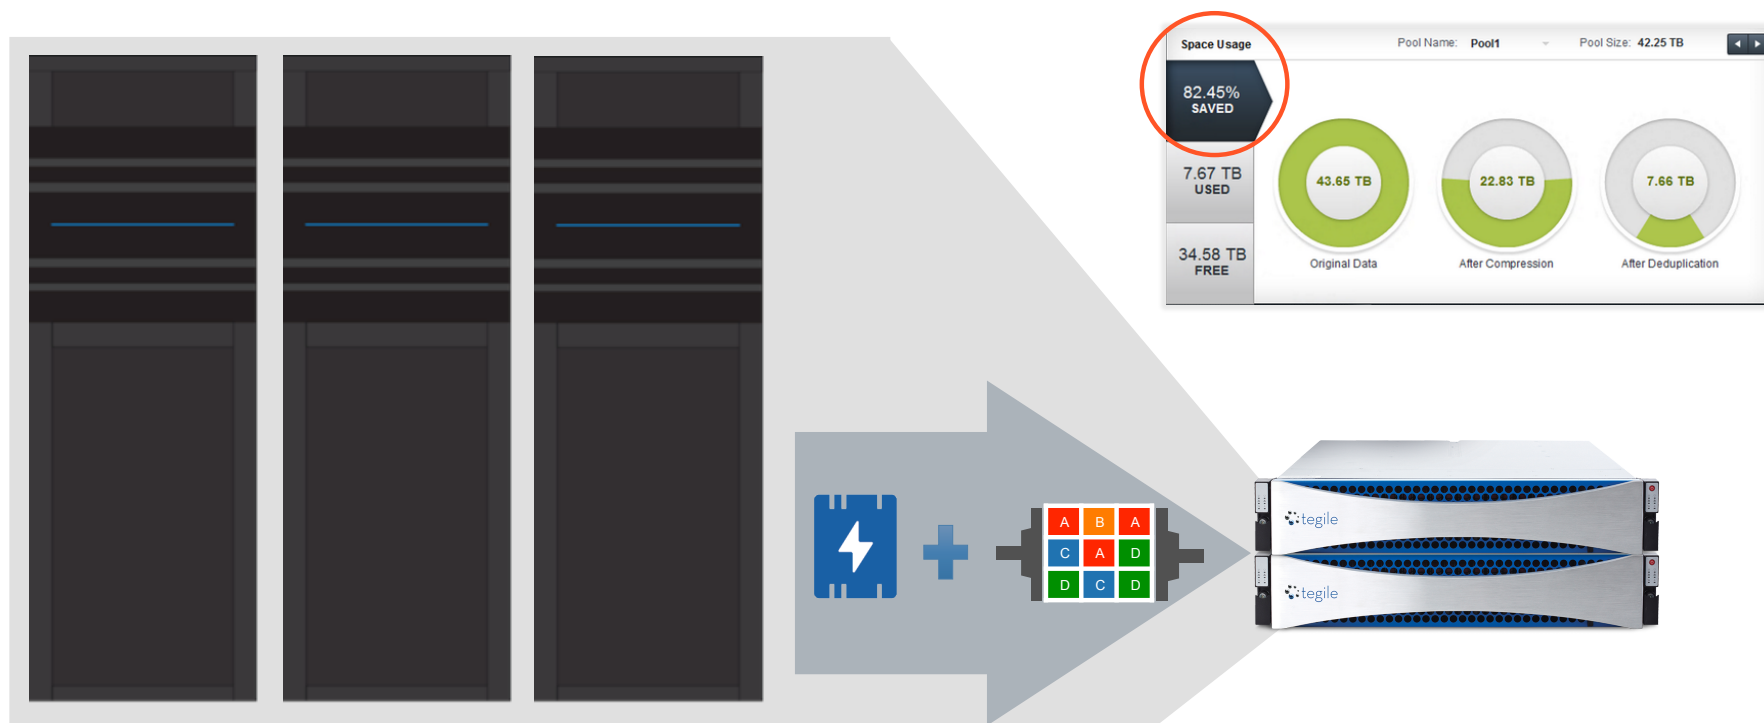 Space Usage
Pool Name: Pool1
Pool Size: 42.25 TB
82.45%
SAVED
7.67 TB
USED
34.58 TB
FREE
43.65 TB
22.83 TB
7.66 TB
Original Data
After Compression
After Deduplication
A B A
C A D
D C D
tegile
tegile